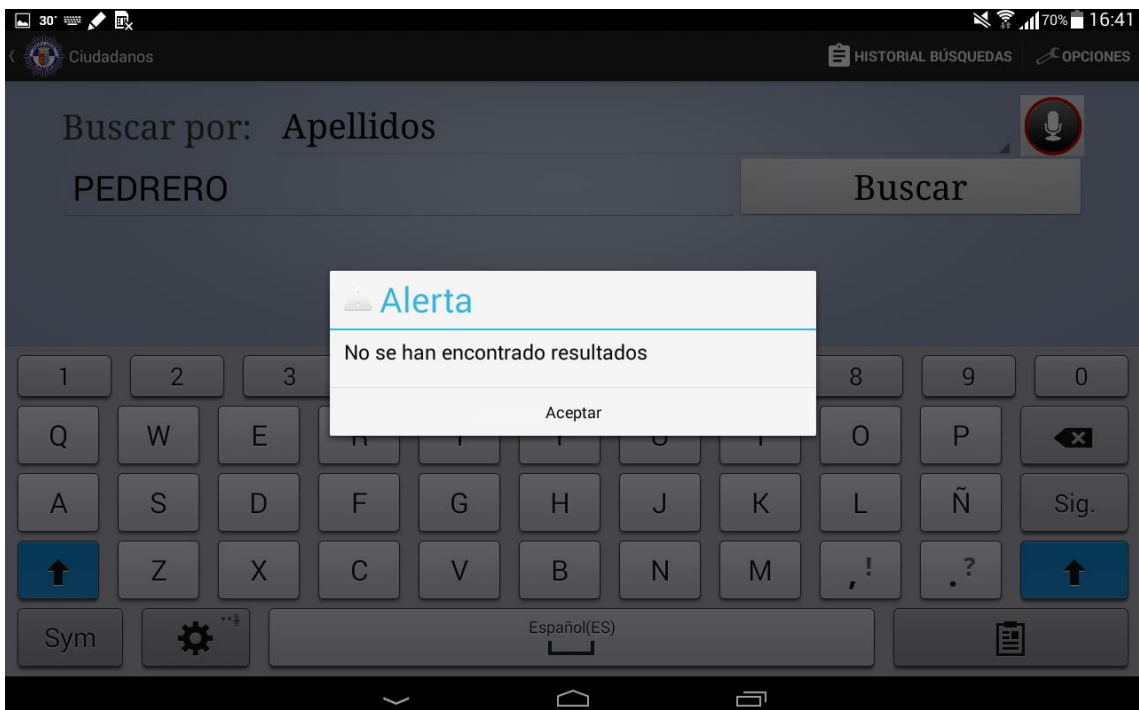 30° 70% 16:41
Ciudadanos HISTORIAL BÚSQUEDAS OPCIONES
Buscar por: Apellidos
PEDRERO Buscar
Alerta
No se han encontrado resultados
Aceptar
1 2 3 8 9 0
Q W E O P
A S D F G H J K L Ñ Sig.
Z X C V B N M , ! . ?
Sym Español(ES)